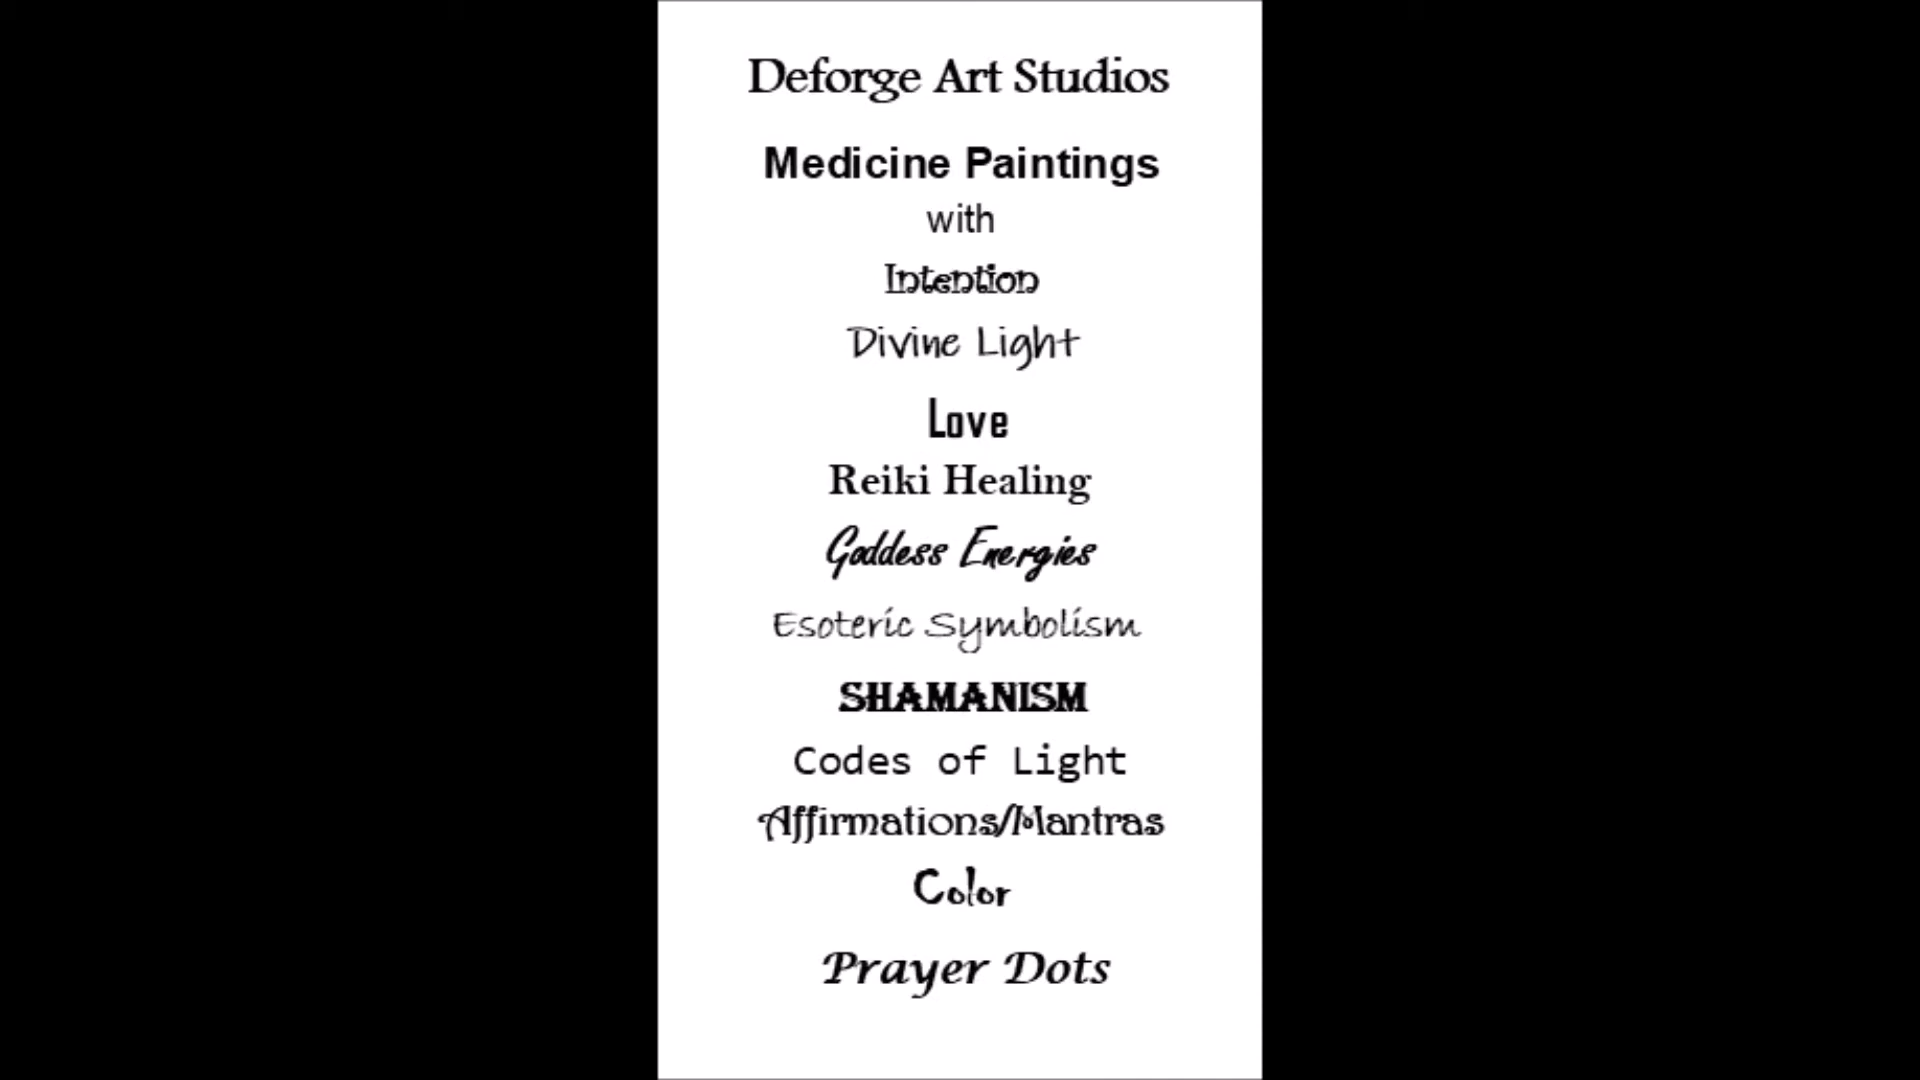 Deforge Art Studios
Medicine Paintings
with
Intention
Divine Light
Love
Reiki Healing
Goddess Energies
Esoteric Symbolism
SHAMANISM
Codes of Light
Affirmations/Mantras
Color
Prayer Dots